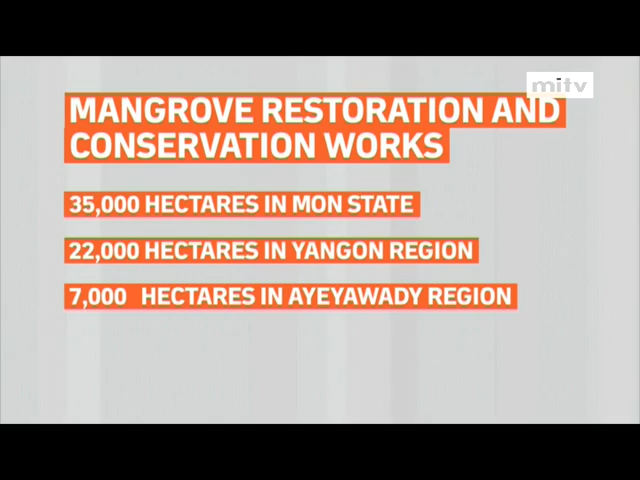 mitv
MANGROVE RESTORATION AND
CONSERVATION WORKS
35,000 HECTARES IN MON STATE
22,000 HECTARES IN YANGON REGION
7,000 HECTARES IN AYEYAWADY REGION